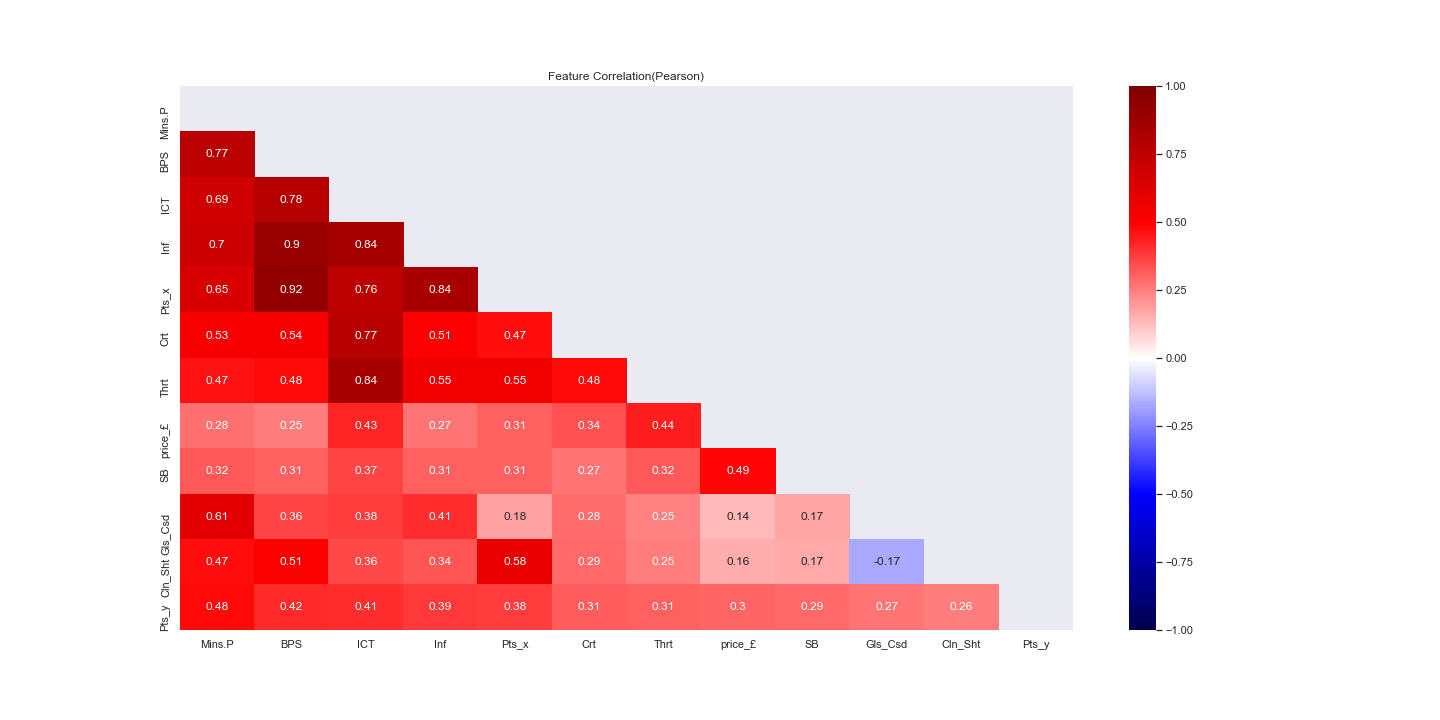 Feature Correlation(Pearson)
Mins.P
BPS 0.77
ICT 0.69 0.78
Inf 0.7 0.9 0.84
Pts_x 0.65 0.92 0.76 0.84
Crt 0.53 0.54 0.77 0.51 0.47
Thrt 0.47 0.48 0.84 0.55 0.55 0.48
price_£ 0.28 0.25 0.43 0.27 0.31 0.34 0.44
SB 0.32 0.31 0.37 0.31 0.31 0.27 0.32 0.49
Gls_Csd 0.61 0.36 0.38 0.41 0.18 0.28 0.25 0.14 0.17
Cln_Sht 0.47 0.51 0.36 0.34 0.58 0.29 0.25 0.16 0.17 -0.17
Pts_y 0.48 0.42 0.41 0.39 0.38 0.31 0.31 0.3 0.29 0.27 0.26
Mins.P BPS ICT Inf Pts_x Crt Thrt price_£ SB Gls_Csd Cln_Sht Pts_y
1.00
0.75
0.50
0.25
0.00
−0.25
−0.50
−0.75
−1.00